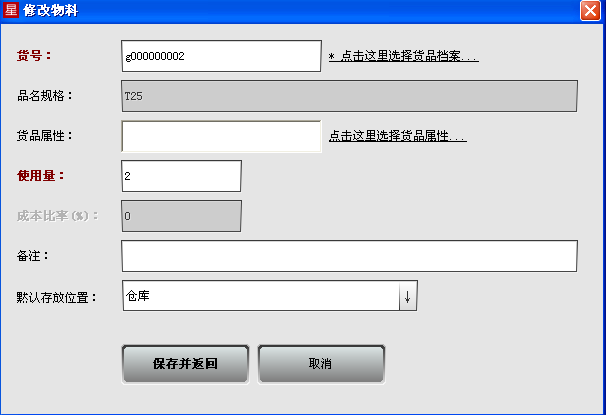 星 修改物料
货号： g000000002 * 点击这里选择货品档案...
品名规格： T25
货品属性： 点击这里选择货品属性...
使用量： 2
成本比率(%)： 0
备注：
默认存放位置： 仓库 ↓
保存并返回 取消